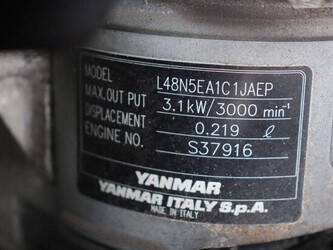 MODEL L48N5EA1C1JAEP
MAX. OUT PUT 3.1kW/3000 min⁻¹
DISPLACEMENT 0.219 ℓ
ENGINE NO. S37916
YANMAR
YANMAR ITALY S.p.A.
MADE IN ITALY